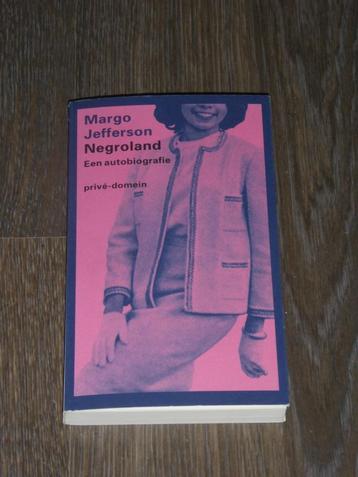 Margo
Jefferson
Negroland
Een autobiografie
privé-domein